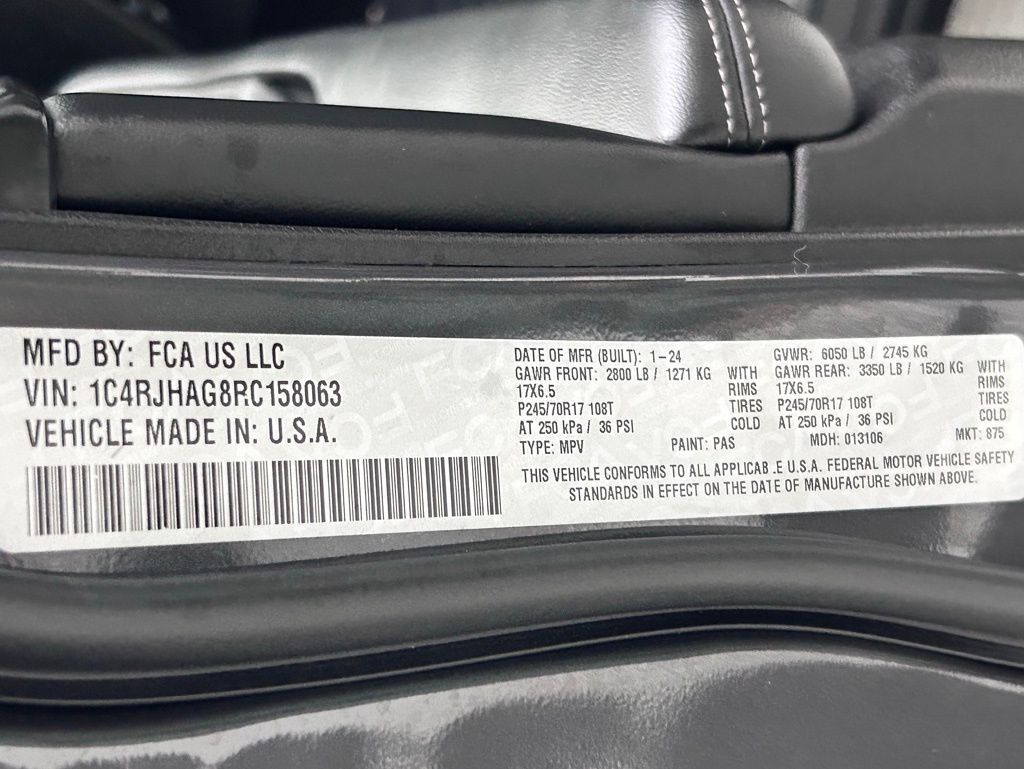 MFD BY: FCA US LLC
VIN: 1C4RJHAG8RC158063
VEHICLE MADE IN: U.S.A.
DATE OF MFR (BUILT): 1-24
GAWR FRONT: 2800 LB / 1271 KG WITH
17X6.5 RIMS
P245/70R17 108T TIRES
AT 250 kPa / 36 PSI COLD
TYPE: MPV PAINT: PAS
GVWR: 6050 LB / 2745 KG
GAWR REAR: 3350 LB / 1520 KG WITH
17X6.5 RIMS
P245/70R17 108T TIRES
AT 250 kPa / 36 PSI COLD
MDH: 013106 MKT: 875
THIS VEHICLE CONFORMS TO ALL APPLICAB .E U.S.A. FEDERAL MOTOR VEHICLE SAFETY
STANDARDS IN EFFECT ON THE DATE OF MANUFACTURE SHOWN ABOVE.